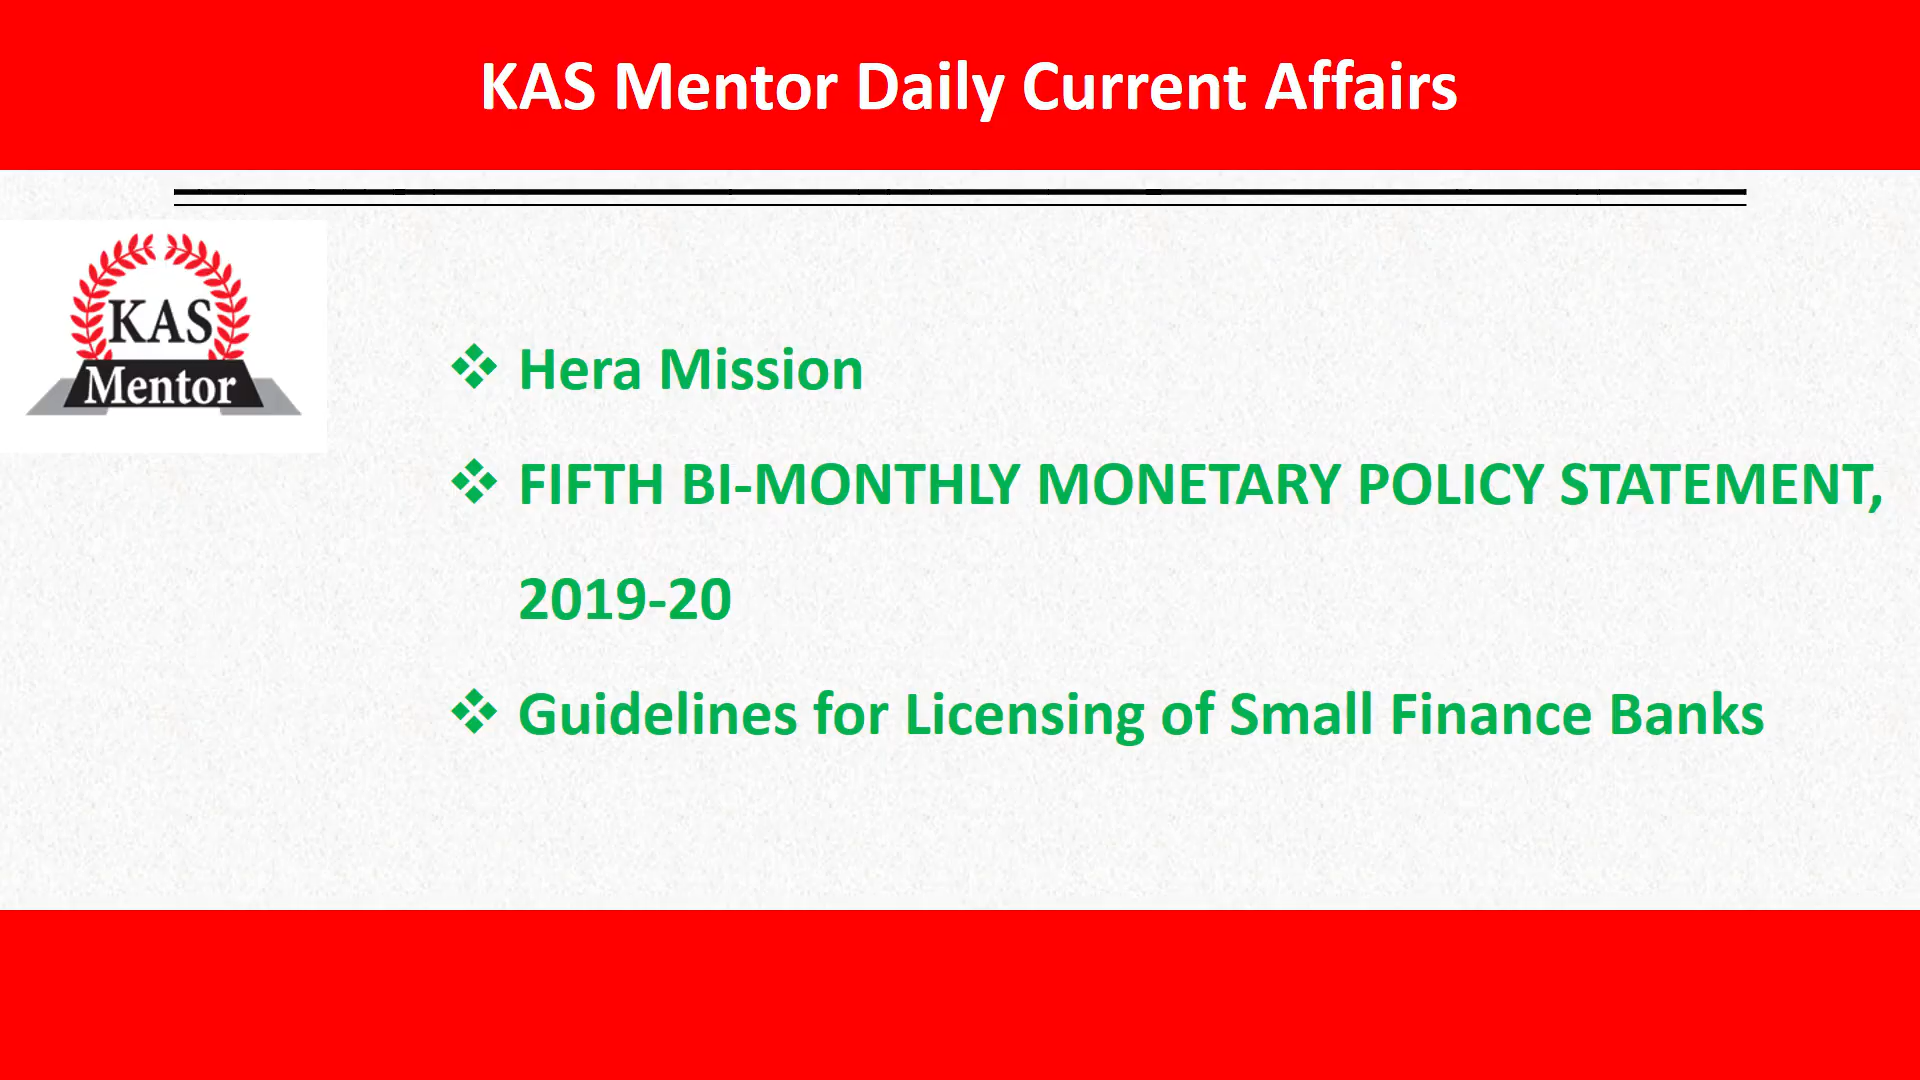 KAS Mentor Daily Current Affairs
KAS
Mentor
❖ Hera Mission
❖ FIFTH BI-MONTHLY MONETARY POLICY STATEMENT,
2019-20
❖ Guidelines for Licensing of Small Finance Banks